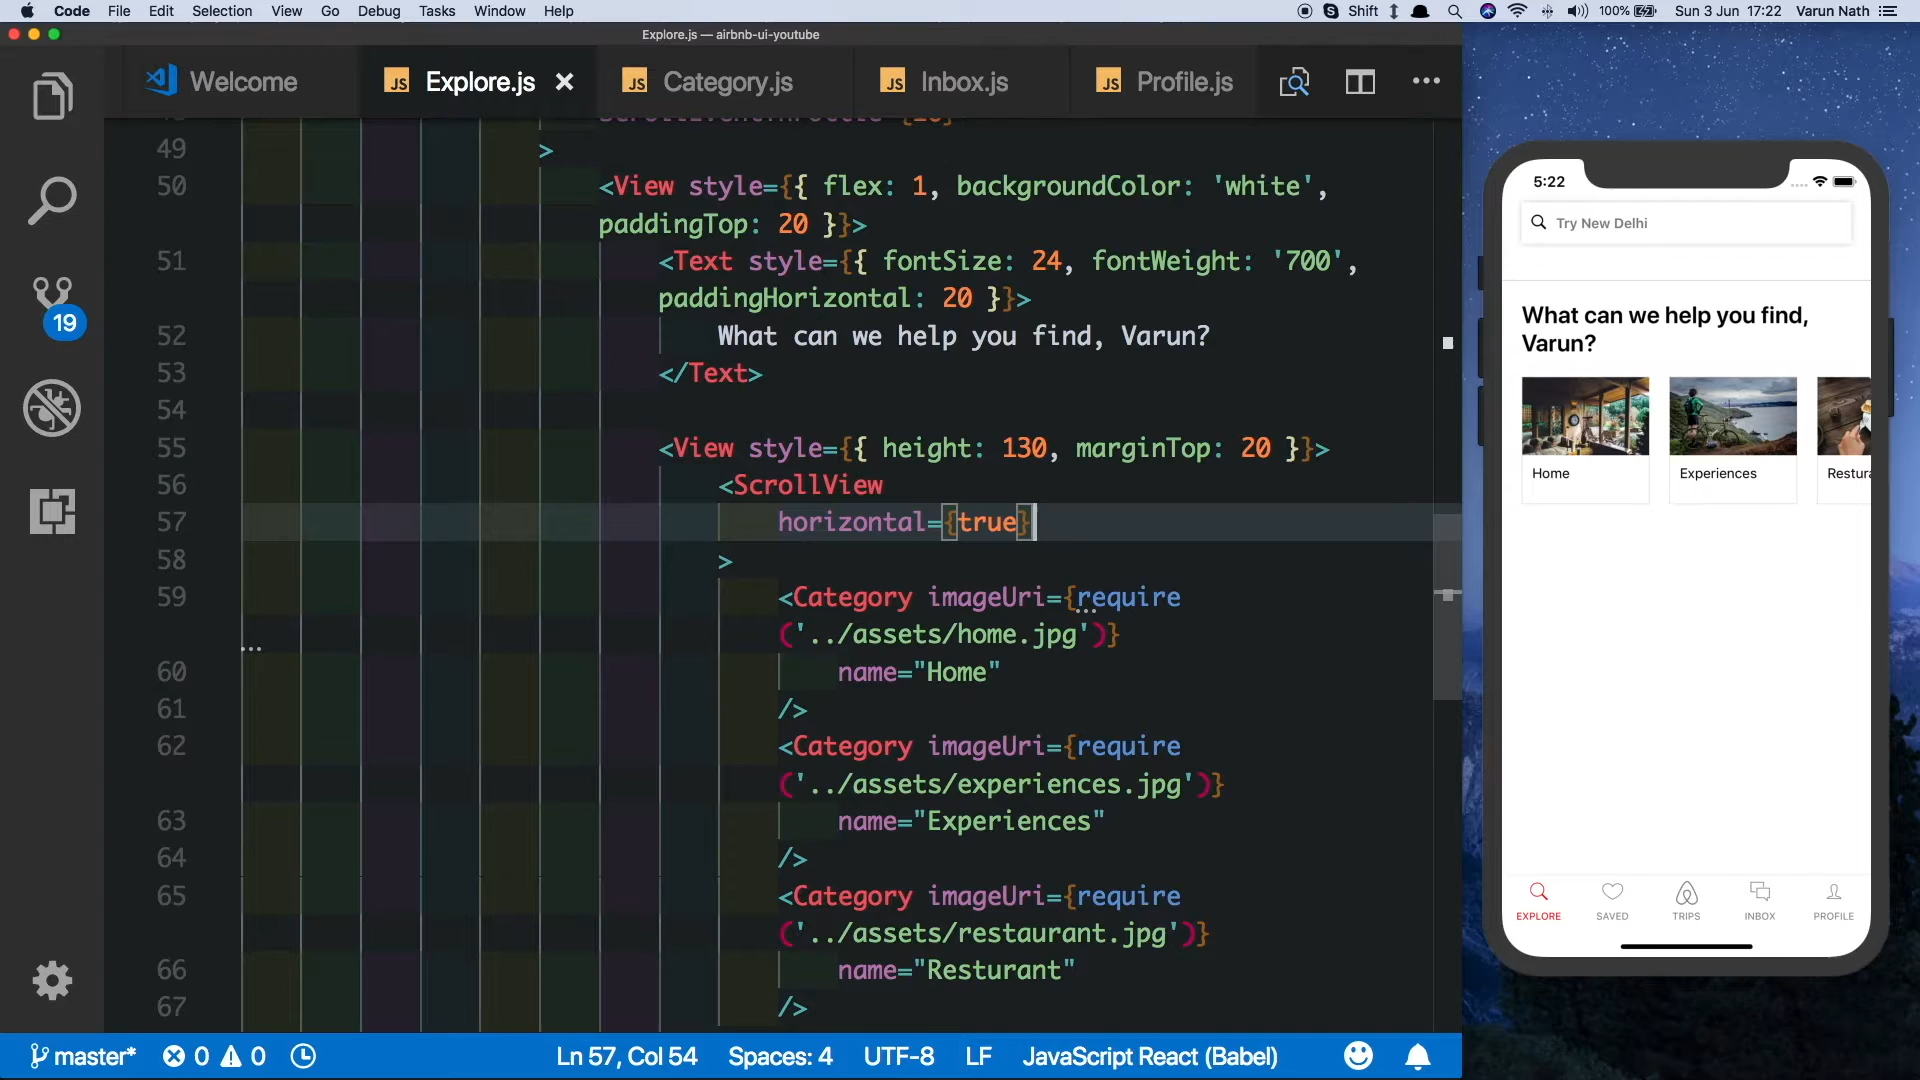 Code File Edit Selection View Go Debug Tasks Window Help
Shift 100% Sun 3 Jun 17:22 Varun Nath
Explore.js — airbnb-ui-youtube
Welcome
JS Explore.js
JS Category.js
JS Inbox.js
JS Profile.js
49 >
50 <View style={{ flex: 1, backgroundColor: 'white',
paddingTop: 20 }}>
51 <Text style={{ fontSize: 24, fontWeight: '700',
paddingHorizontal: 20 }}>
52 What can we help you find, Varun?
53 </Text>
54
55 <View style={{ height: 130, marginTop: 20 }}>
56 <ScrollView
57 horizontal={true}
58 >
59 <Category imageUri={require
('../assets/home.jpg')}
60 name="Home"
61 />
62 <Category imageUri={require
('../assets/experiences.jpg')}
63 name="Experiences"
64 />
65 <Category imageUri={require
('../assets/restaurant.jpg')}
66 name="Resturant"
67 />
19
master* 0 0 Ln 57, Col 54 Spaces: 4 UTF-8 LF JavaScript React (Babel)
5:22
Try New Delhi
What can we help you find,
Varun?
Home Experiences Restura
EXPLORE SAVED TRIPS INBOX PROFILE